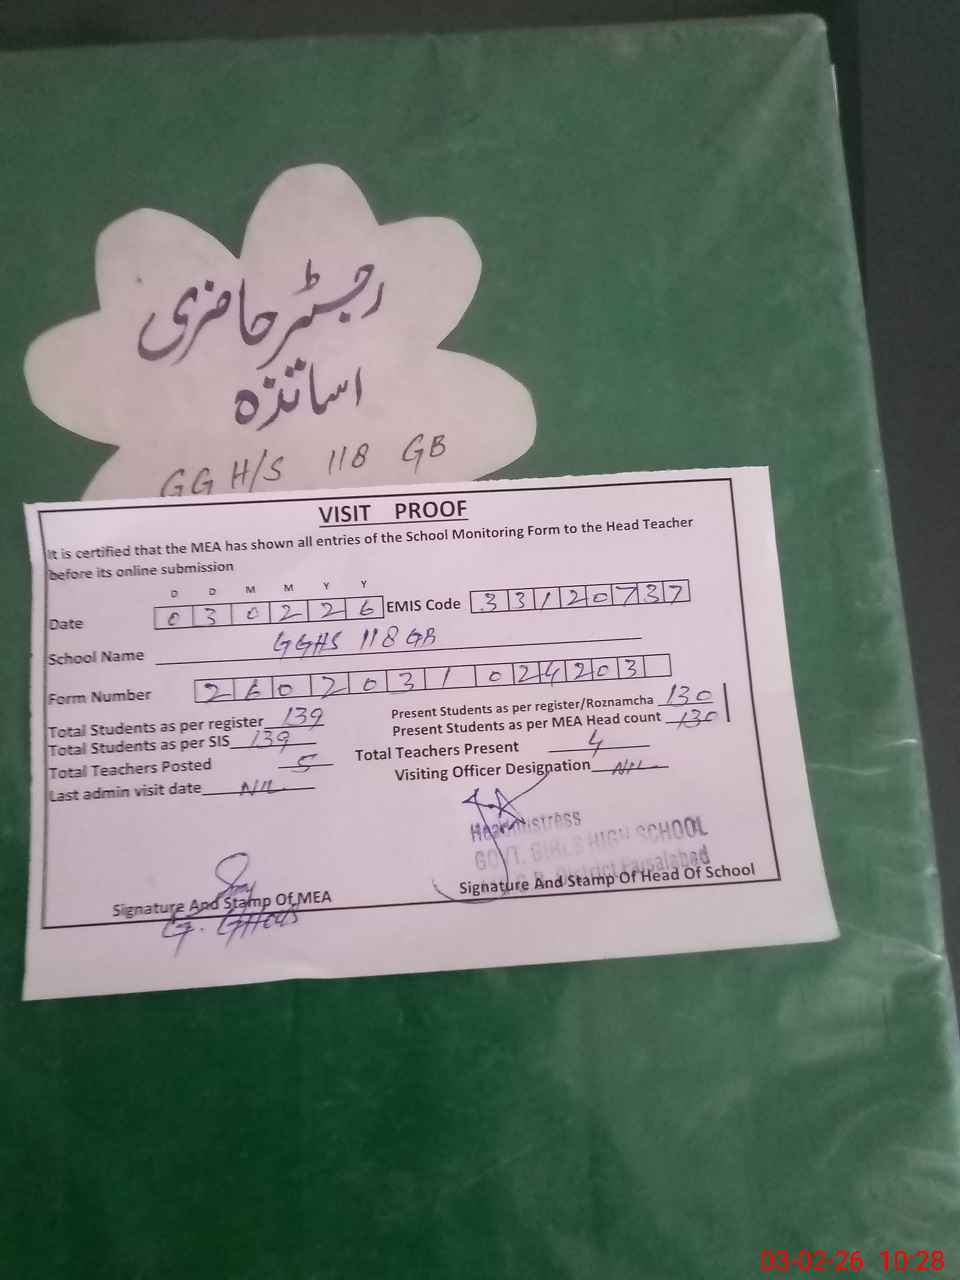 رجسٹر حاضری
اساتذہ
GG H/S 118 GB
VISIT PROOF
It is certified that the MEA has shown all entries of the School Monitoring Form to the Head Teacher
before its online submission
D D M M Y Y
Date 0 3 0 2 2 6 EMIS Code 3 3 1 2 0 7 3 7
School Name GGHS 118 GB
Form Number 2 6 0 2 0 3 1 0 2 4 2 0 3
Total Students as per register 139 Present Students as per register/Roznamcha 130
Total Students as per SIS 139 Present Students as per MEA Head count 130
Total Teachers Posted 5 Total Teachers Present 4
Last admin visit date NIL Visiting Officer Designation NIL
Headmistress
GOVT. GIRLS HIGH SCHOOL
District Faisalabad
Signature And Stamp Of MEA Signature And Stamp Of Head Of School
03-02-26 10:28